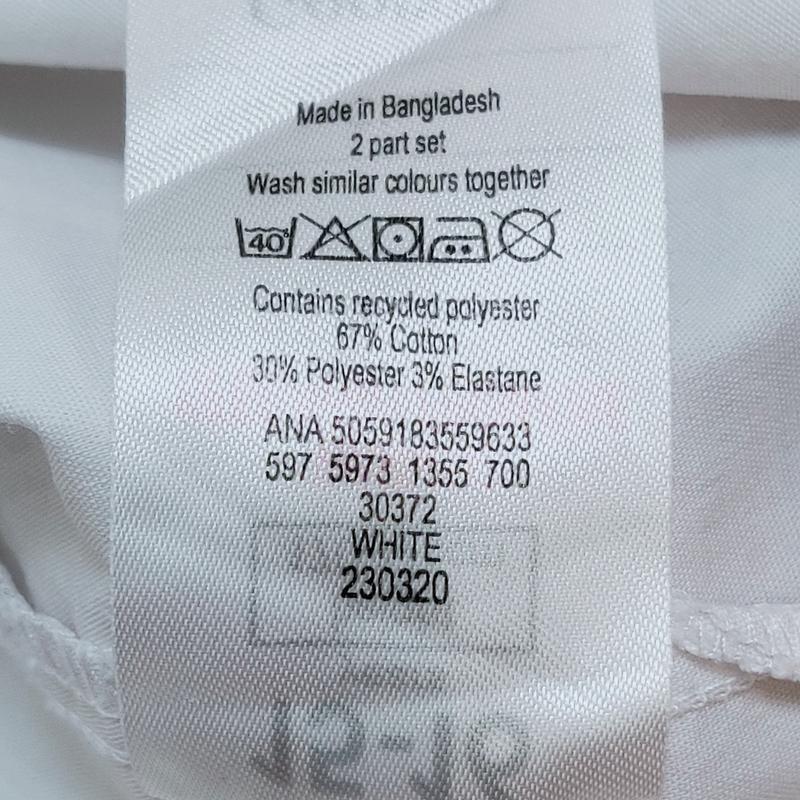 Made in Bangladesh
2 part set
Wash similar colours together
40
Contains recycled polyester
67% Cotton
30% Polyester 3% Elastane
ANA 5059183559633
597 5973 1355 700
30372
WHITE
230320